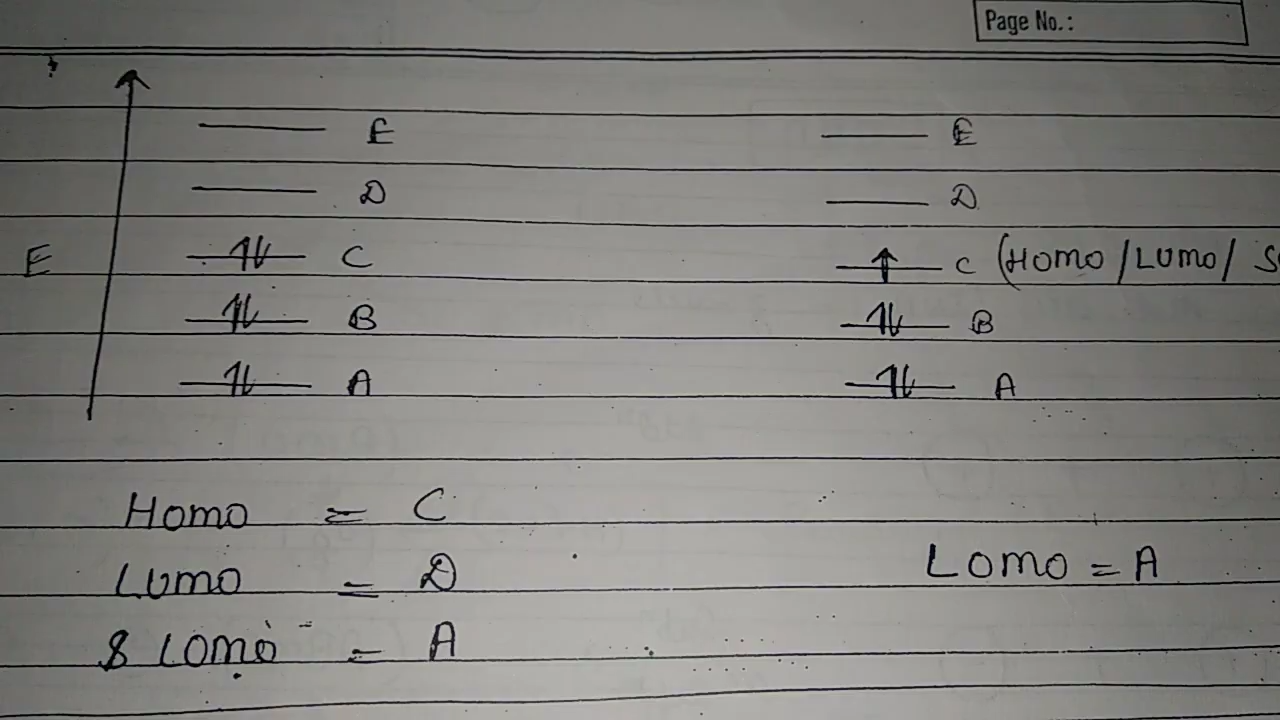 Page No.:
E E
D D
E ⥮ C ↑ C (HOMO / LUMO / S
⥮ B ⥮ B
⥮ A ⥮ A
Homo = C
Lumo = D LOMO = A
& LOMO = A